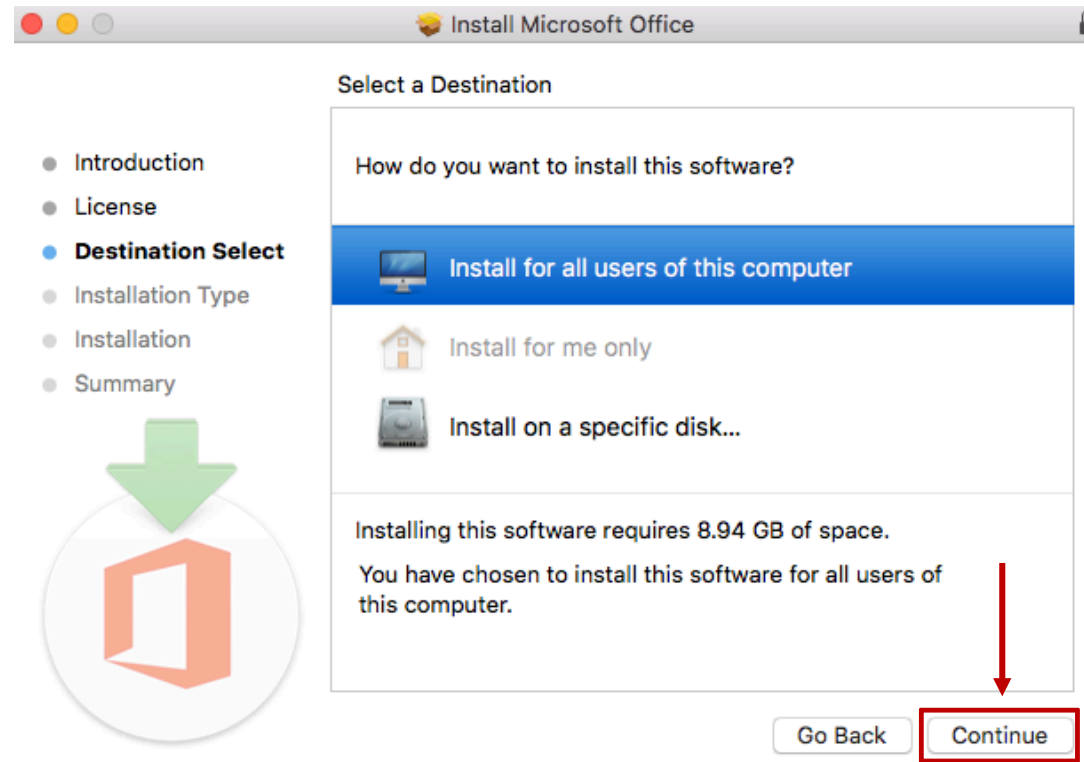 Install Microsoft Office
Select a Destination
Introduction
License
Destination Select
Installation Type
Installation
Summary
How do you want to install this software?
Install for all users of this computer
Install for me only
Install on a specific disk...
Installing this software requires 8.94 GB of space.
You have chosen to install this software for all users of
this computer.
Go Back
Continue